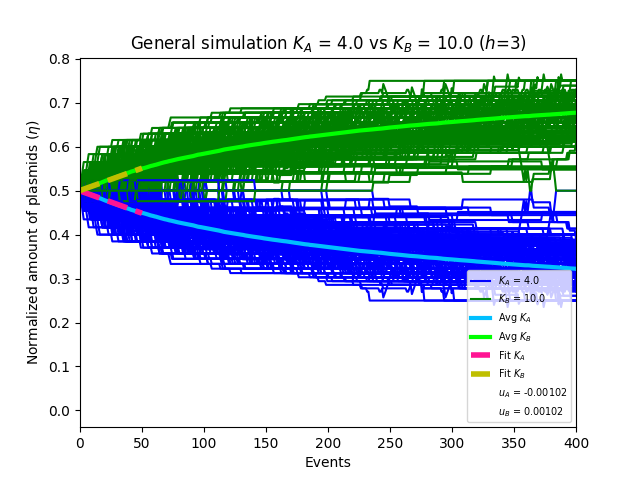 General simulation K_A = 4.0 vs K_B = 10.0 (h=3)
Normalized amount of plasmids (η)
0.8
0.7
0.6
0.5
0.4
0.3
0.2
0.1
0.0
K_A = 4.0
K_B = 10.0
Avg K_A
Avg K_B
Fit K_A
Fit K_B
u_A = -0.00102
u_B = 0.00102
0 50 100 150 200 250 300 350 400
Events